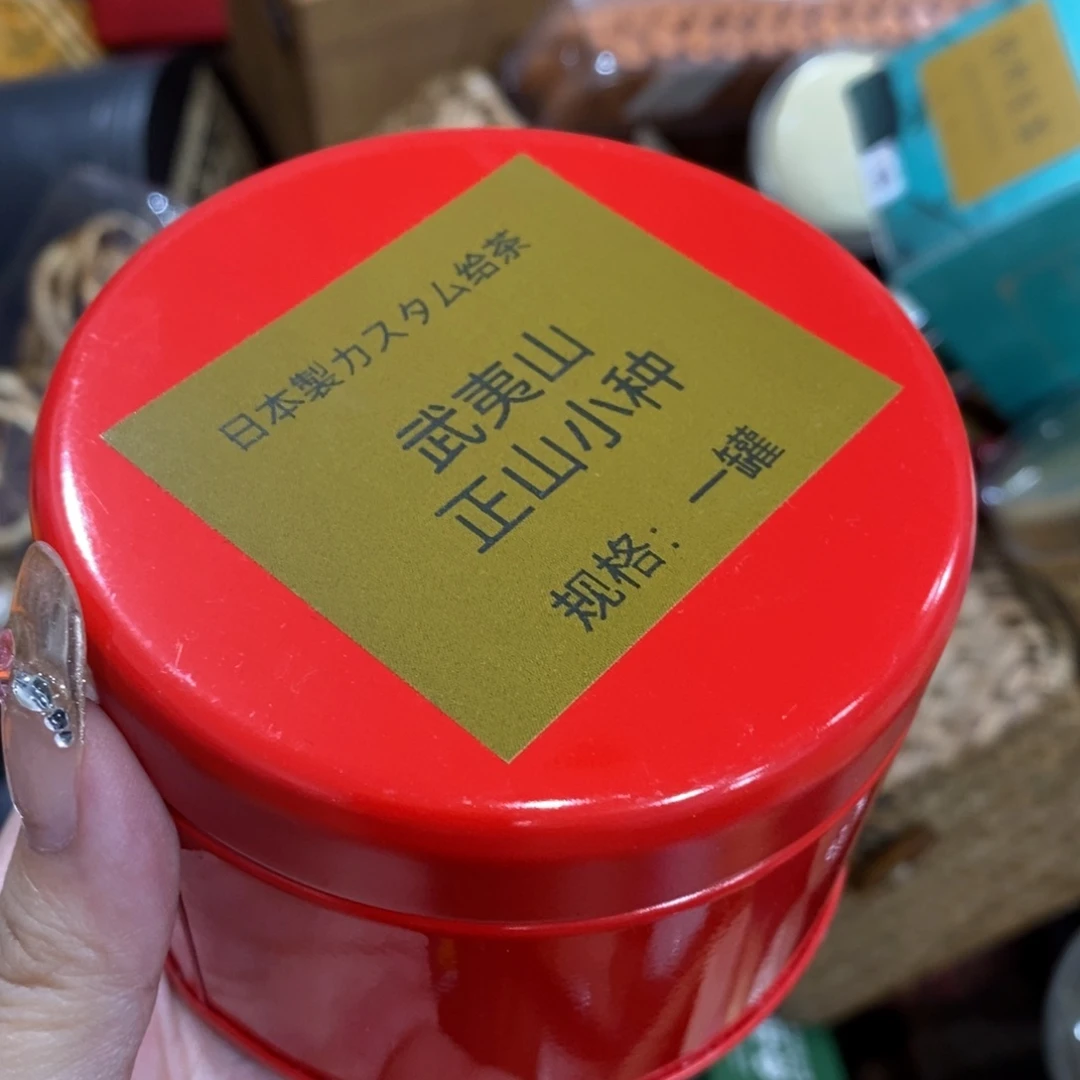 日本製カスタム给茶
武夷山
正山小种
规格：一罐